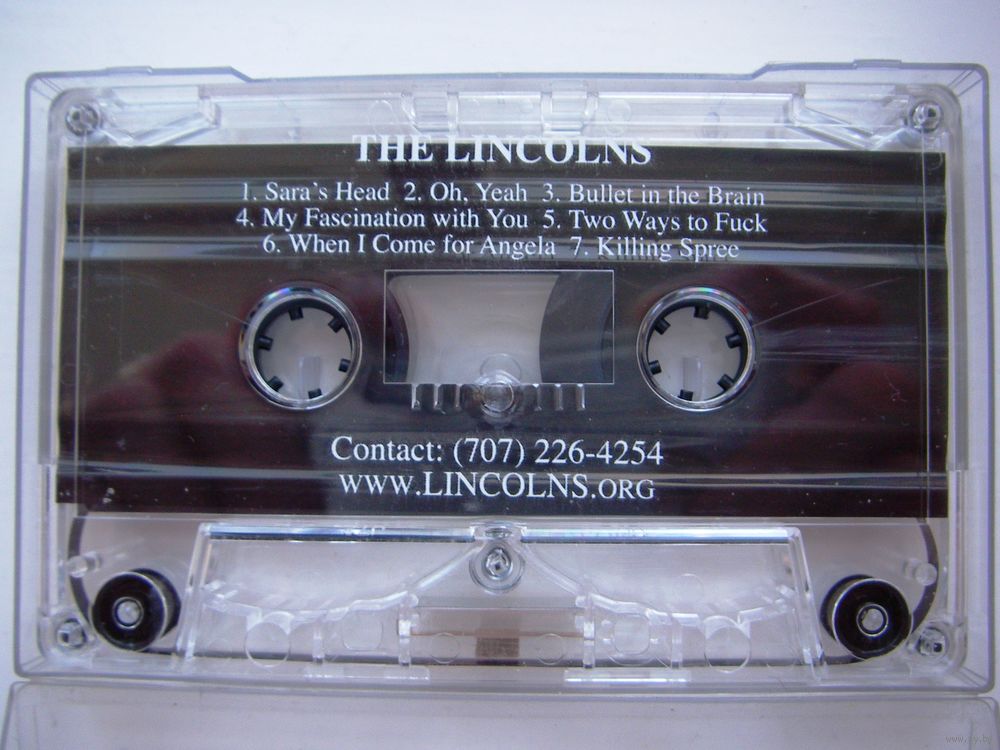 THE LINCOLNS
1. Sara's Head 2. Oh, Yeah 3. Bullet in the Brain
4. My Fascination with You 5. Two Ways to Fuck
6. When I Come for Angela 7. Killing Spree
Contact: (707) 226-4254
WWW.LINCOLNS.ORG